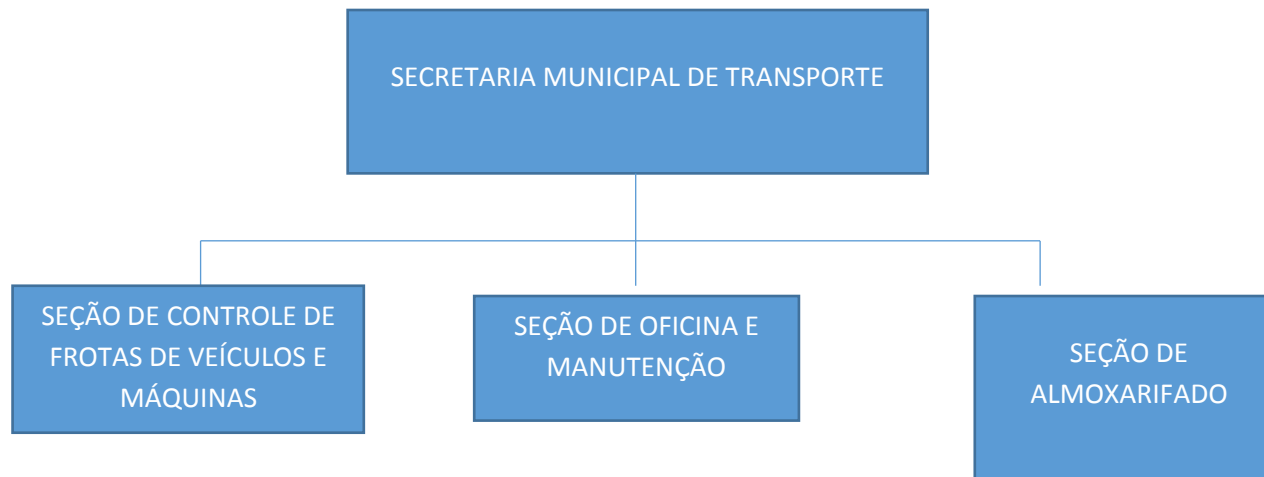 SECRETARIA MUNICIPAL DE TRANSPORTE
SEÇÃO DE CONTROLE DE
FROTAS DE VEÍCULOS E
MÁQUINAS
SEÇÃO DE OFICINA E
MANUTENÇÃO
SEÇÃO DE
ALMOXARIFADO